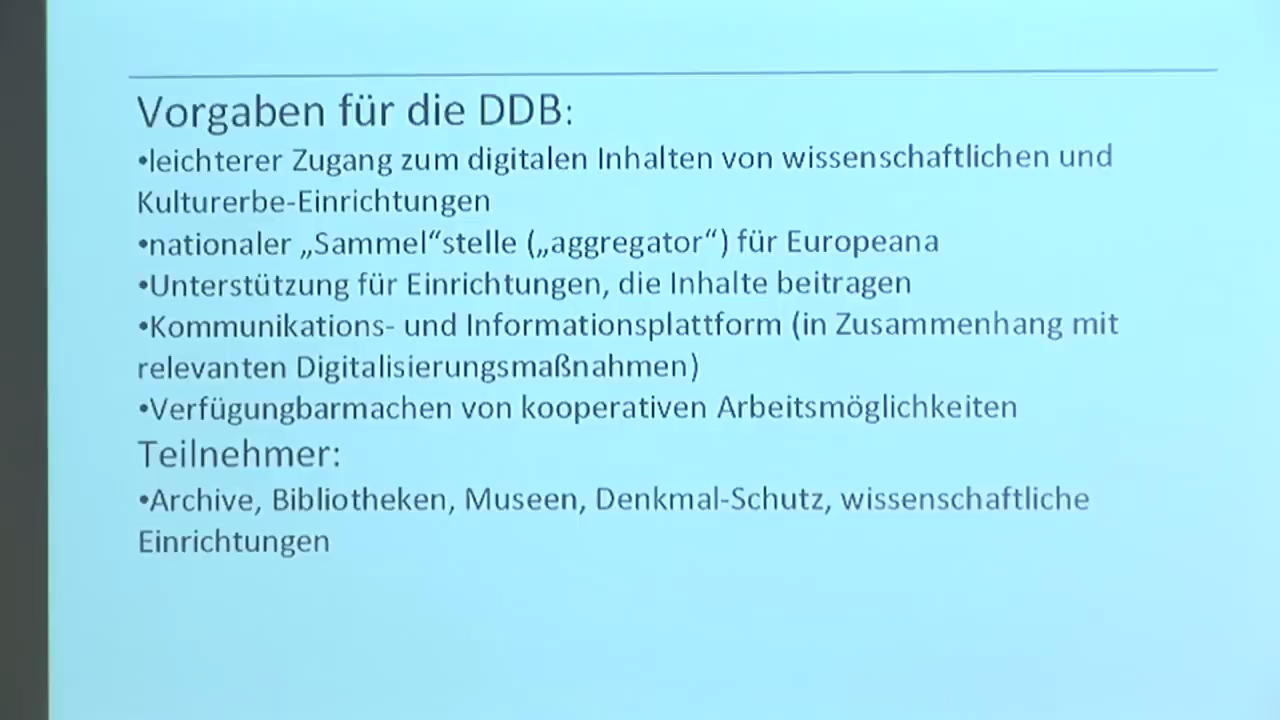 Vorgaben für die DDB:
•leichterer Zugang zum digitalen Inhalten von wissenschaftlichen und
Kulturerbe-Einrichtungen
•nationaler „Sammel“stelle („aggregator“) für Europeana
•Unterstützung für Einrichtungen, die Inhalte beitragen
•Kommunikations- und Informationsplattform (in Zusammenhang mit
relevanten Digitalisierungsmaßnahmen)
•Verfügungbarmachen von kooperativen Arbeitsmöglichkeiten
Teilnehmer:
•Archive, Bibliotheken, Museen, Denkmal-Schutz, wissenschaftliche
Einrichtungen